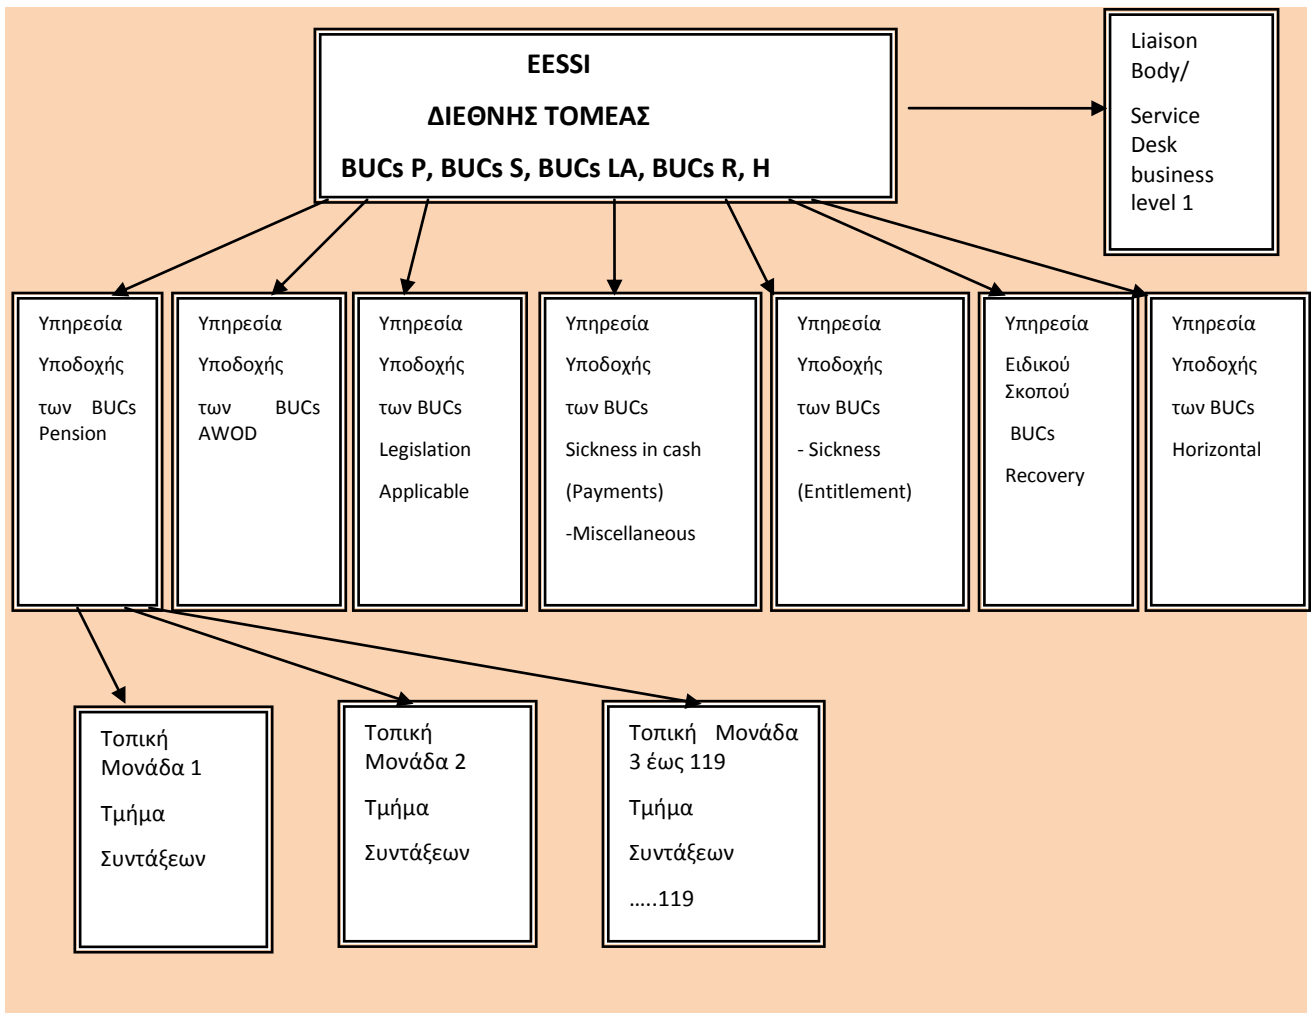 EESSI
ΔΙΕΘΝΗΣ ΤΟΜΕΑΣ
BUCs P, BUCs S, BUCs LA, BUCs R, H
Liaison
Body/
Service
Desk
business
level 1
Υπηρεσία
Υποδοχής
των BUCs
Pension
Υπηρεσία
Υποδοχής
των BUCs
AWOD
Υπηρεσία
Υποδοχής
των BUCs
Legislation
Applicable
Υπηρεσία
Υποδοχής
των BUCs
Sickness in cash
(Payments)
-Miscellaneous
Υπηρεσία
Υποδοχής
των BUCs
- Sickness
(Entitlement)
Υπηρεσία
Ειδικού
Σκοπού
BUCs
Recovery
Υπηρεσία
Υποδοχής
των BUCs
Horizontal
Τοπική
Μονάδα 1
Τμήμα
Συντάξεων
Τοπική
Μονάδα 2
Τμήμα
Συντάξεων
Τοπική Μονάδα
3 έως 119
Τμήμα
Συντάξεων
…..119